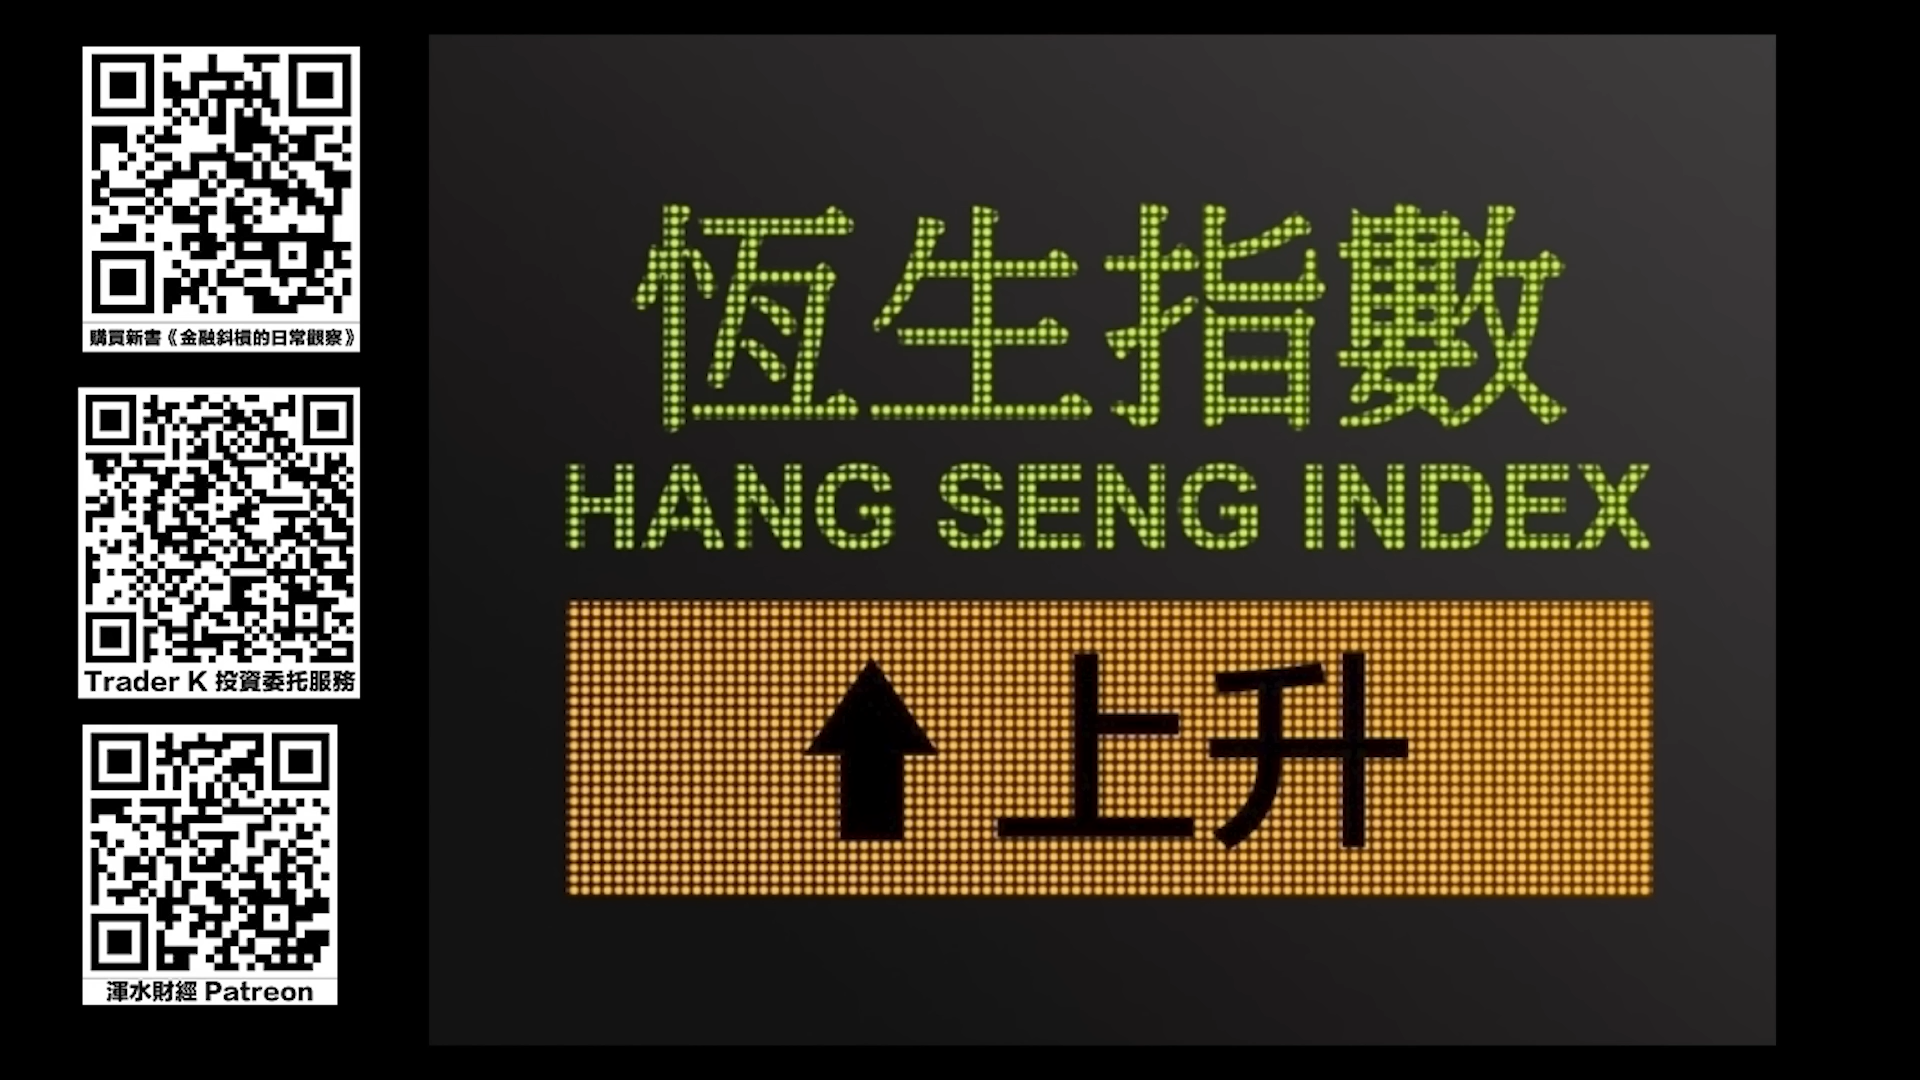 購買新書《金融斜槓的日常觀察》
Trader K 投資委托服務
渾水財經 Patreon
恆生指數
HANG SENG INDEX
上升